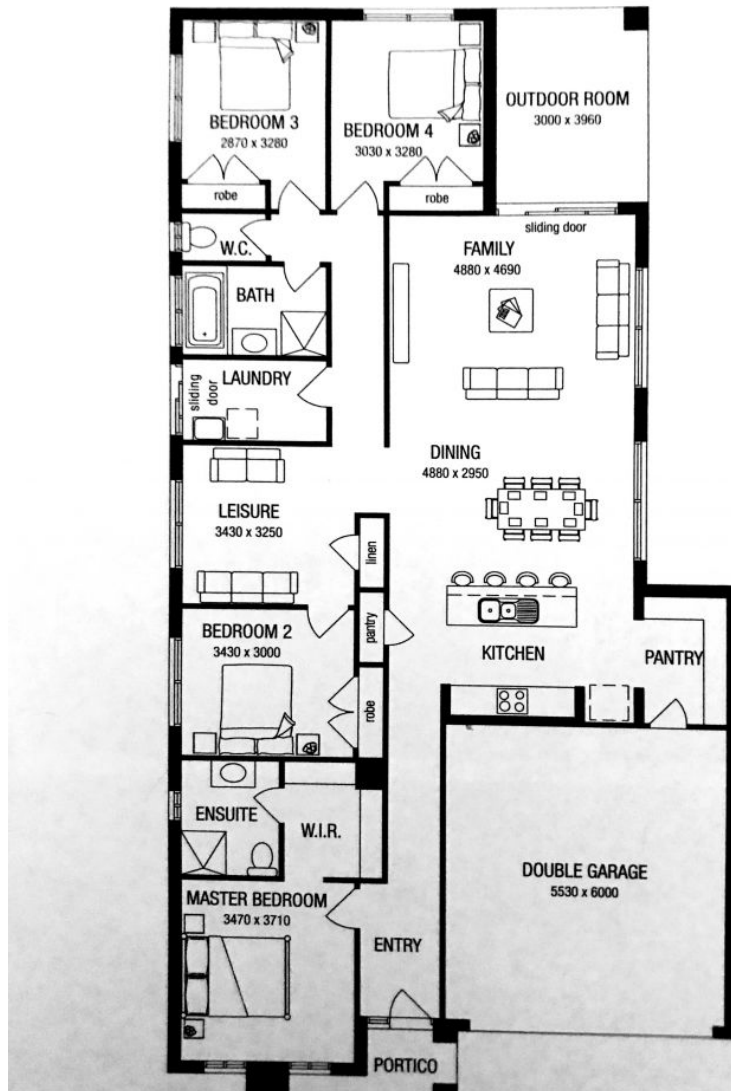 BEDROOM 3
2870 x 3280
robe
BEDROOM 4
3030 x 3280
robe
OUTDOOR ROOM
3000 x 3960
sliding door
W.C.
BATH
FAMILY
4880 x 4690
sliding door
LAUNDRY
DINING
4880 x 2950
LEISURE
3430 x 3250
linen
pantry
BEDROOM 2
3430 x 3000
robe
KITCHEN
PANTRY
ENSUITE
W.I.R.
MASTER BEDROOM
3470 x 3710
ENTRY
DOUBLE GARAGE
5530 x 6000
PORTICO